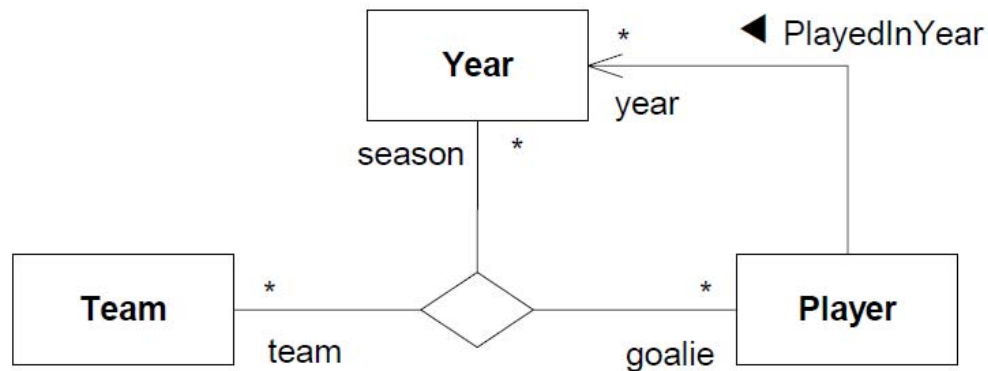 *
◀ PlayedInYear
Year
year
season
*
Team
*
team
*
goalie
Player